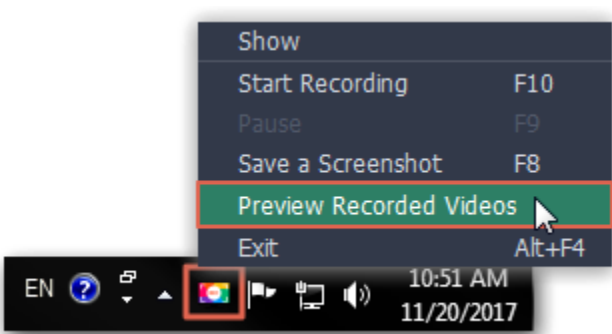 Show
Start Recording F10
Pause F9
Save a Screenshot F8
Preview Recorded Videos
Exit Alt+F4
EN ? 10:51 AM
11/20/2017